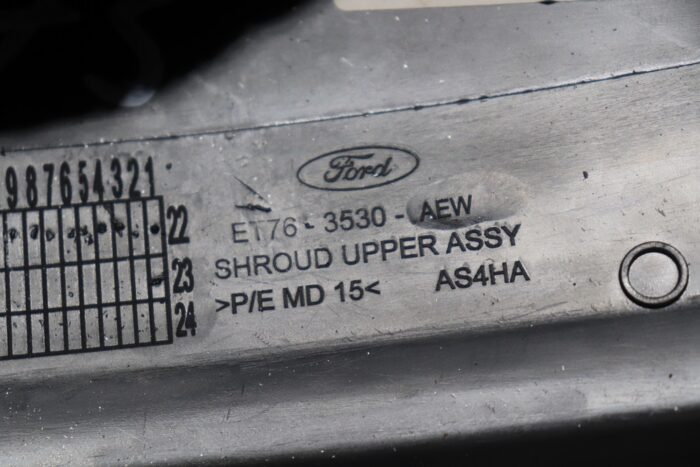 Ford
987654321
22
23
24
ET76 - 3530 - AEW
SHROUD UPPER ASSY
>P/E MD 15< AS4HA